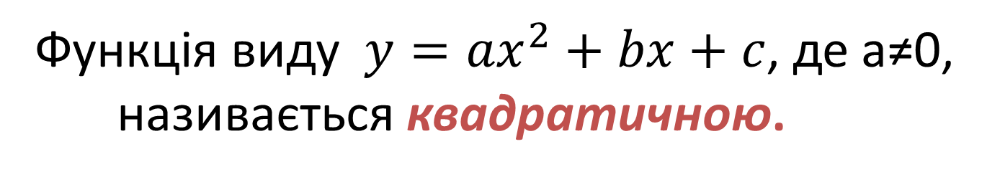 Функція виду y = ax² + bx + c, де а≠0,
називається квадратичною.